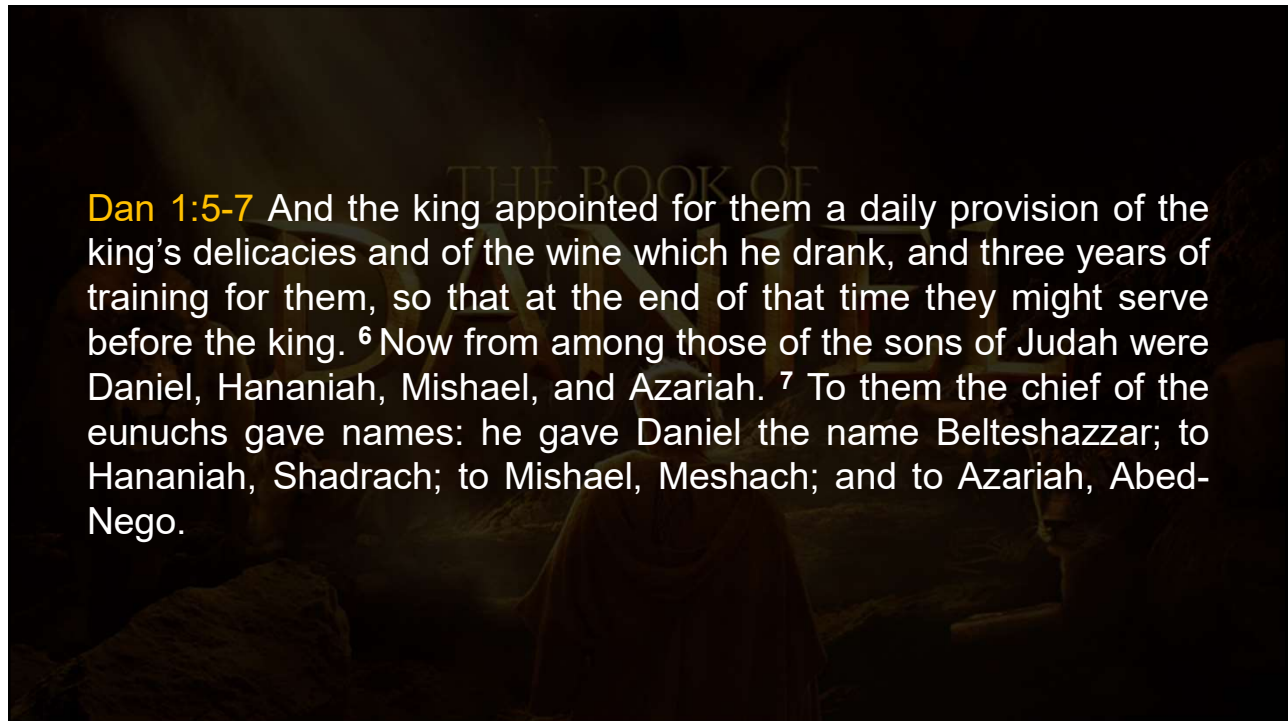 THE BOOK OF
DANIEL
Dan 1:5-7 And the king appointed for them a daily provision of the
king’s delicacies and of the wine which he drank, and three years of
training for them, so that at the end of that time they might serve
before the king. ⁶ Now from among those of the sons of Judah were
Daniel, Hananiah, Mishael, and Azariah. ⁷ To them the chief of the
eunuchs gave names: he gave Daniel the name Belteshazzar; to
Hananiah, Shadrach; to Mishael, Meshach; and to Azariah, Abed-
Nego.